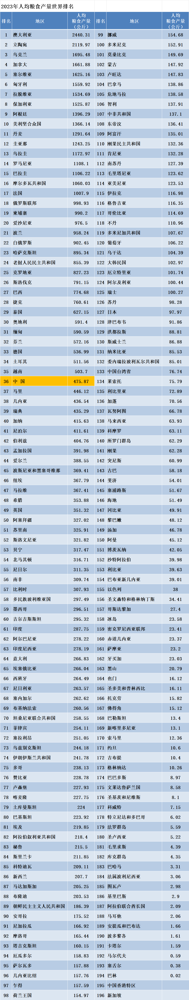 2023年人均粮食产量世界排名
排名 地区 人均粮食产量（公斤） 排名 地区 人均粮食产量（公斤）
1 澳大利亚 2440.31 99 挪威 154.68
2 立陶宛 2119.97 100 多米尼克 152.91
3 乌克兰 1695.48 101 莫桑比克 149.69
4 加拿大 1661.88 102 蒙古 147.92
5 塞尔维亚 1625.16 103 卢旺达 147.83
6 匈牙利 1559.92 104 巴拿马 138.86
7 拉脱维亚 1534.69 105 危地马拉 138.58
8 保加利亚 1525.87 106 智利 137.91
9 阿根廷 1396.29 107 中非共和国 137.1
10 美利坚合众国 1366.14 108 东帝汶 136.41
11 丹麦 1291.64 109 阿富汗 135.01
12 圭亚那 1243.25 110 刚果民主共和国 132.36
13 乌拉圭 1172.97 111 肯尼亚 132.28
14 罗马尼亚 1108.1 112 南苏丹 127.39
15 巴拉圭 1106.22 113 毛里塔尼亚 123.62
16 摩尔多瓦共和国 1060.03 114 亚美尼亚 123.53
17 法国 1007.9 115 伊拉克 116.98
18 俄罗斯联邦 998.93 116 格鲁吉亚 116.35
19 柬埔寨 990.2 117 哥伦比亚 114.69
20 爱沙尼亚 976.5 118 不丹 110.96
21 波兰 958.24 119 多米尼加共和国 107.67
22 白俄罗斯 902.45 120 葡萄牙 106.22
23 哈萨克斯坦 895.34 121 乌干达 104.39
24 老挝人民民主共和国 855.39 122 大韩民国 102.97
25 克罗地亚 827.23 123 厄立特里亚 101.74
26 斯洛伐克 791.15 124 阿尔及利亚 100.44
27 巴西 774.68 125 瑞士 100.27
28 捷克 760.61 126 苏丹 98.28
29 泰国 627.15 127 日本 97.97
30 奥地利 591.4 128 津巴布韦 91.86
31 缅甸 590.59 129 洪都拉斯 88.81
32 芬兰 572.16 130 斯威士兰 86.88
33 德国 536.99 131 纳米比亚 85.53
34 土耳其 511.56 132 委内瑞拉玻利瓦尔共和国 85.01
35 越南 503.7 133 中国台湾省 76.74
36 中 国 475.87 134 莱索托 75.79
37 马里 446.12 135 利比里亚 72.89
38 几内亚 436.54 136 加蓬 70.56
39 瑞典 435.29 137 瓦努阿图 66.78
40 加纳 415.63 138 马来西亚 63.93
41 尼泊尔 411.61 139 科摩罗 63.11
42 伯利兹 404.76 140 所罗门群岛 62.29
43 孟加拉国 391.98 141 刚果 62.28
44 爱尔兰 388.55 142 突尼斯 60.99
45 波斯尼亚和黑塞哥维那 369.41 143 古巴 58.18
46 纽埃 367.79 144 斐济 54.01
47 马拉维 367.41 145 塞浦路斯 51.67
48 希腊 353.88 146 海地 51.49
49 英国 351.32 147 冈比亚 49.91
50 阿塞拜疆 327.02 148 黎巴嫩 48.12
51 苏里南 325.91 149 汤加 46.78
52 斯洛文尼亚 321.82 150 阿曼 45.12
53 贝宁 317.47 151 博茨瓦纳 42.05
54 北马其顿 316.71 152 沙特阿拉伯 39.98
55 尼日尔 311.35 153 利比亚 39.63
56 南非 309.74 154 巴布亚新几内亚 39.01
57 比利时 307.93 155 以色列 38
58 多民族玻利维亚国 297.49 156 圣文森特和格林纳丁斯 34.41
59 墨西哥 296.51 157 哥斯达黎加 27.4
60 吉尔吉斯斯坦 295.32 158 冰岛 23.58
61 印度 287.75 159 密克罗尼西亚联邦 23.41
62 阿尔巴尼亚 278.22 160 赤道几内亚 23.37
63 印度尼西亚 278.19 161 萨摩亚 23.2
64 意大利 266.83 162 牙买加 23.03
65 埃塞俄比亚 266.04 163 黑山 20.79
66 西班牙 264.49 164 也门 16.12
67 尼日利亚 263.57 165 圣多美和普林西比 16.11
68 塞内加尔 262.62 166 托克劳 15.82
69 布基纳法索 260.56 167 佛得角 15.12
70 坦桑尼亚联合共和国 258.55 168 巴勒斯坦 13.4
71 菲律宾 254.11 169 新喀里多尼亚 13.1
72 塞拉利昂 251.05 170 索马里 12.36
73 乌兹别克斯坦 244.18 171 约旦 10.6
74 伊朗伊斯兰共和国 241.78 172 吉布提 10.4
75 多哥 238.13 173 格林纳达 10.26
76 赞比亚 228.78 174 巴巴多斯 8.97
77 卢森堡 227.93 175 文莱达鲁萨兰国 8.58
78 喀麦隆 227.75 176 圣基茨和尼维斯 8.1
79 土库曼斯坦 224 177 科威特 7.15
80 巴基斯坦 223.92 178 特立尼达和多巴哥 6.02
81 埃及 219.85 179 法罗群岛 5.59
82 阿拉伯叙利亚共和国 218.4 180 圣卢西亚 5.22
83 秘鲁 215.5 181 毛里求斯 4.39
84 斯里兰卡 211.85 182 库克群岛 4.35
85 科特迪瓦 209.11 183 巴哈马 3.31
86 新西兰 207.7 184 法属波利尼西亚 3.06
87 马达加斯加 205.25 185 图瓦卢 2.98
88 布隆迪 203.53 186 基里巴斯 2.9
89 朝鲜民主主义人民共和国 186.39 187 阿拉伯联合酋长国 2.09
90 安哥拉 175.52 188 马耳他 2.06
91 尼加拉瓜 166.92 189 安提瓜和巴布达 1.66
92 摩洛哥 165.44 190 波多黎各 1.61
93 塔吉克斯坦 160.15 191 卡塔尔 1.59
94 厄瓜多尔 158.83 192 马尔代夫 0.59
95 萨尔瓦多 157.88 193 塞舌尔 0.38
96 几内亚比绍 157.76 194 巴林 0.02
97 乍得 157.59 195 中国香港特区
98 荷兰王国 154.97 196 新加坡